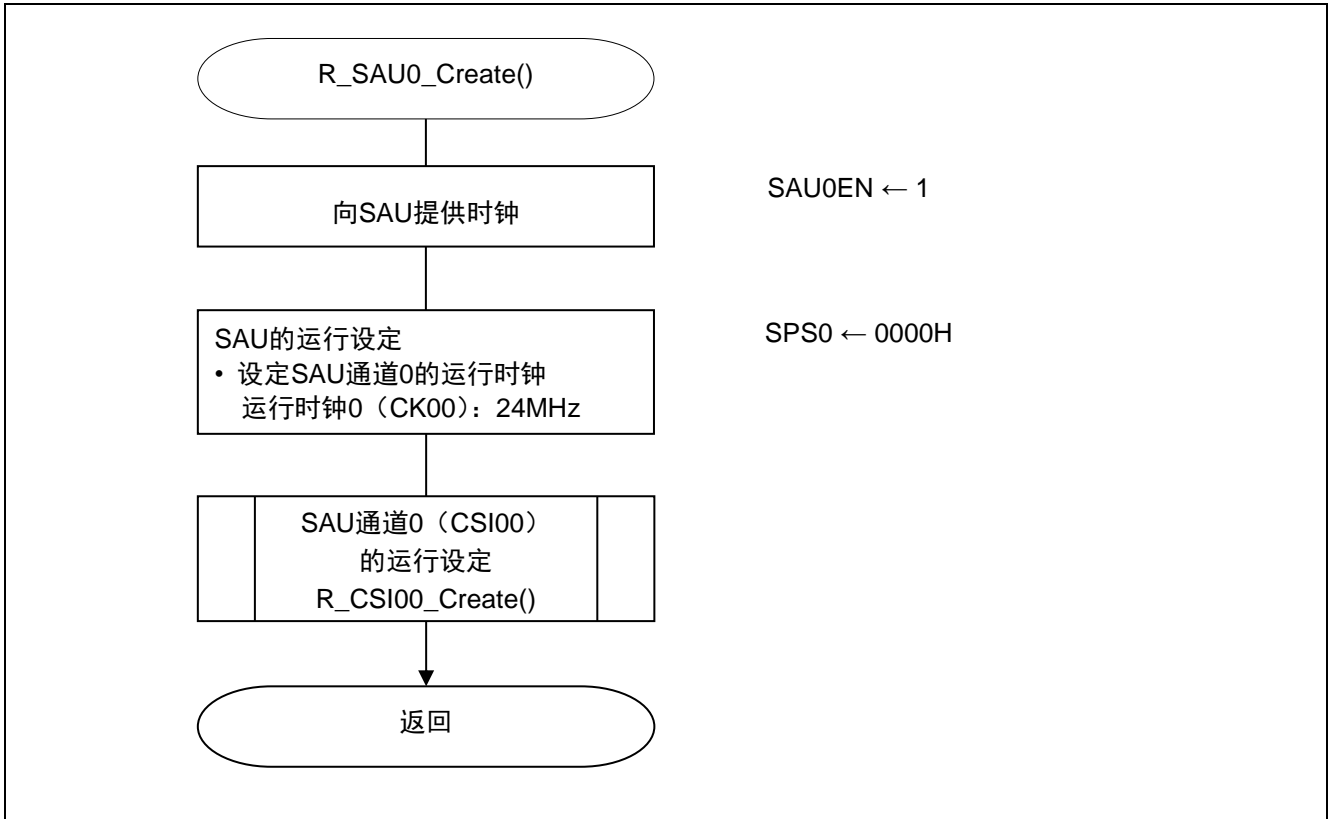 R_SAU0_Create()
向SAU提供时钟
SAU0EN ← 1
SAU的运行设定
• 设定SAU通道0的运行时钟
运行时钟0（CK00）：24MHz
SPS0 ← 0000H
SAU通道0（CSI00）
的运行设定
R_CSI00_Create()
返回